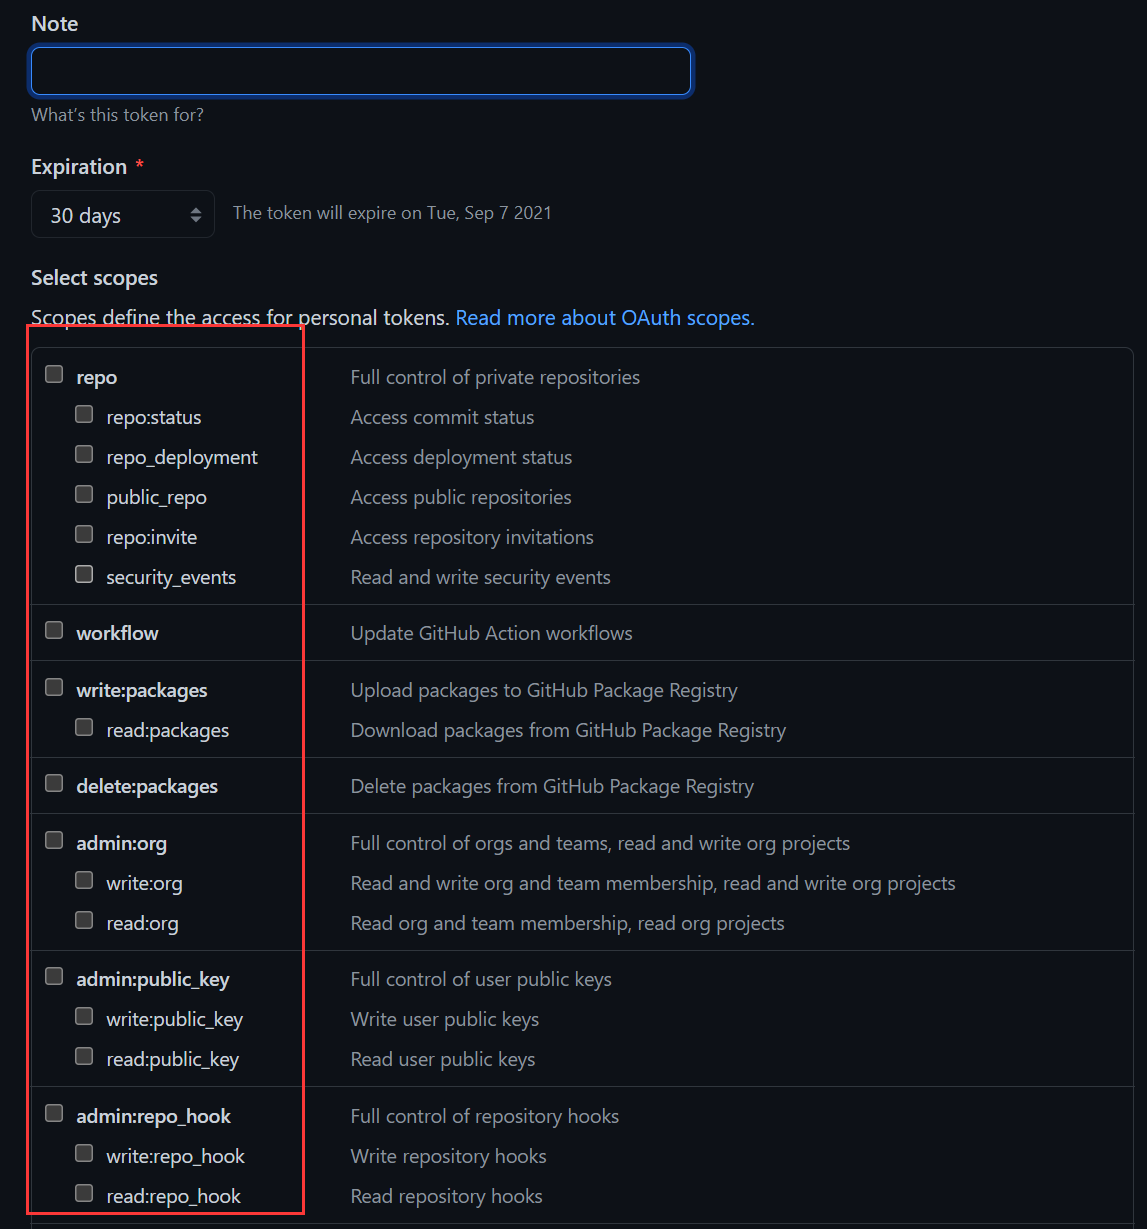 Note
What's this token for?
Expiration *
30 days The token will expire on Tue, Sep 7 2021
Select scopes
Scopes define the access for personal tokens. Read more about OAuth scopes.
repo Full control of private repositories
repo:status Access commit status
repo_deployment Access deployment status
public_repo Access public repositories
repo:invite Access repository invitations
security_events Read and write security events
workflow Update GitHub Action workflows
write:packages Upload packages to GitHub Package Registry
read:packages Download packages from GitHub Package Registry
delete:packages Delete packages from GitHub Package Registry
admin:org Full control of orgs and teams, read and write org projects
write:org Read and write org and team membership, read and write org projects
read:org Read org and team membership, read org projects
admin:public_key Full control of user public keys
write:public_key Write user public keys
read:public_key Read user public keys
admin:repo_hook Full control of repository hooks
write:repo_hook Write repository hooks
read:repo_hook Read repository hooks